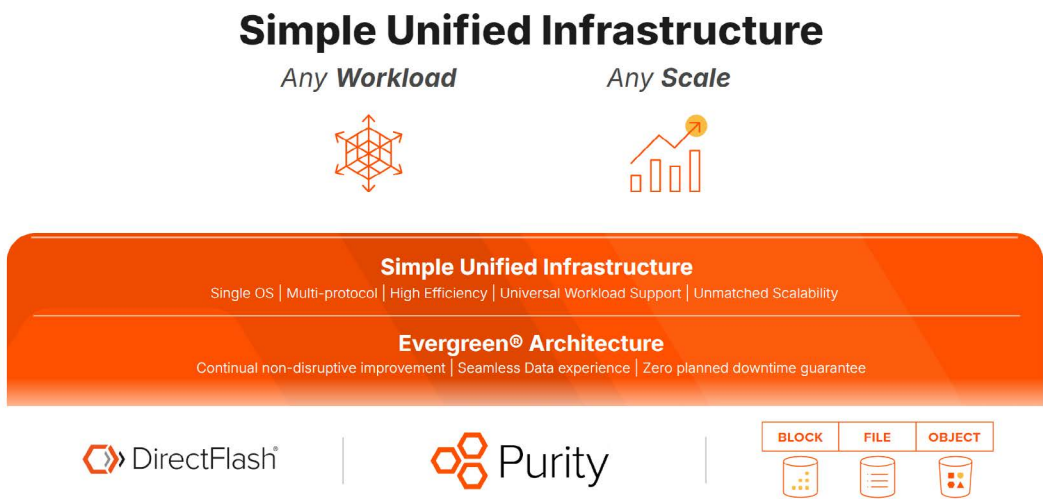 Simple Unified Infrastructure
Any Workload
Any Scale
Simple Unified Infrastructure
Single OS | Multi-protocol | High Efficiency | Universal Workload Support | Unmatched Scalability
Evergreen® Architecture
Continual non-disruptive improvement | Seamless Data experience | Zero planned downtime guarantee
DirectFlash®
Purity
BLOCK FILE OBJECT